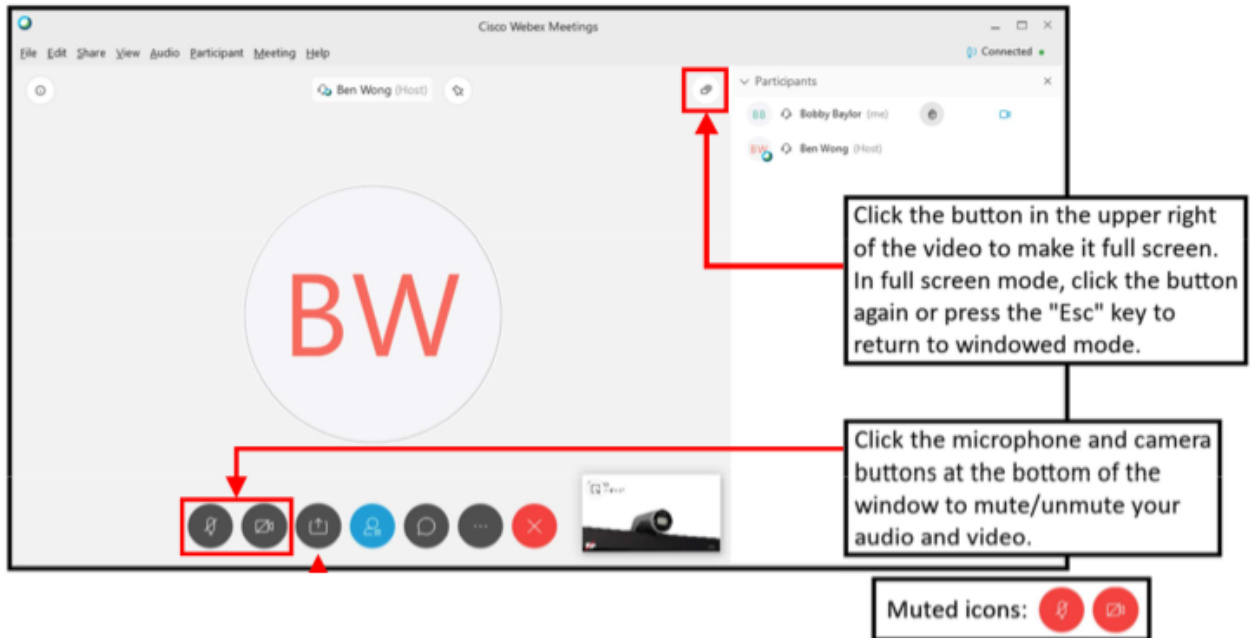 Cisco Webex Meetings
File Edit Share View Audio Participant Meeting Help
Connected
Ben Wong (Host)
Participants
BB Bobby Baylor (me)
BW Ben Wong (Host)
BW
Click the button in the upper right
of the video to make it full screen.
In full screen mode, click the button
again or press the "Esc" key to
return to windowed mode.
Click the microphone and camera
buttons at the bottom of the
window to mute/unmute your
audio and video.
Muted icons: